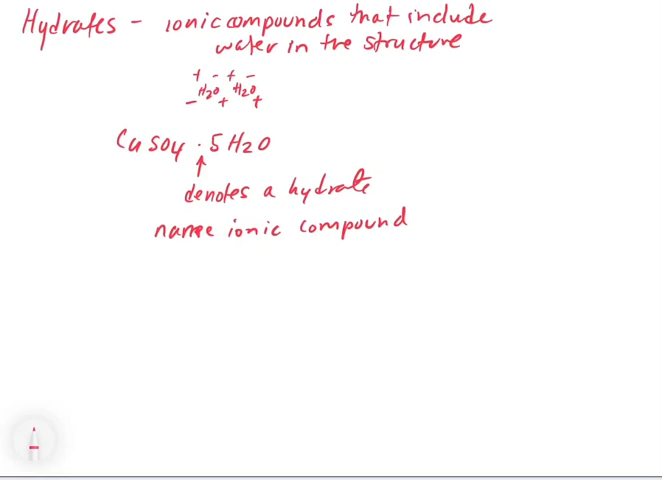 Hydrates - ionic compounds that include
water in the structure
+ - + -
H2O H2O
- + +
CuSO4 · 5H2O
denotes a hydrate
name ionic compound